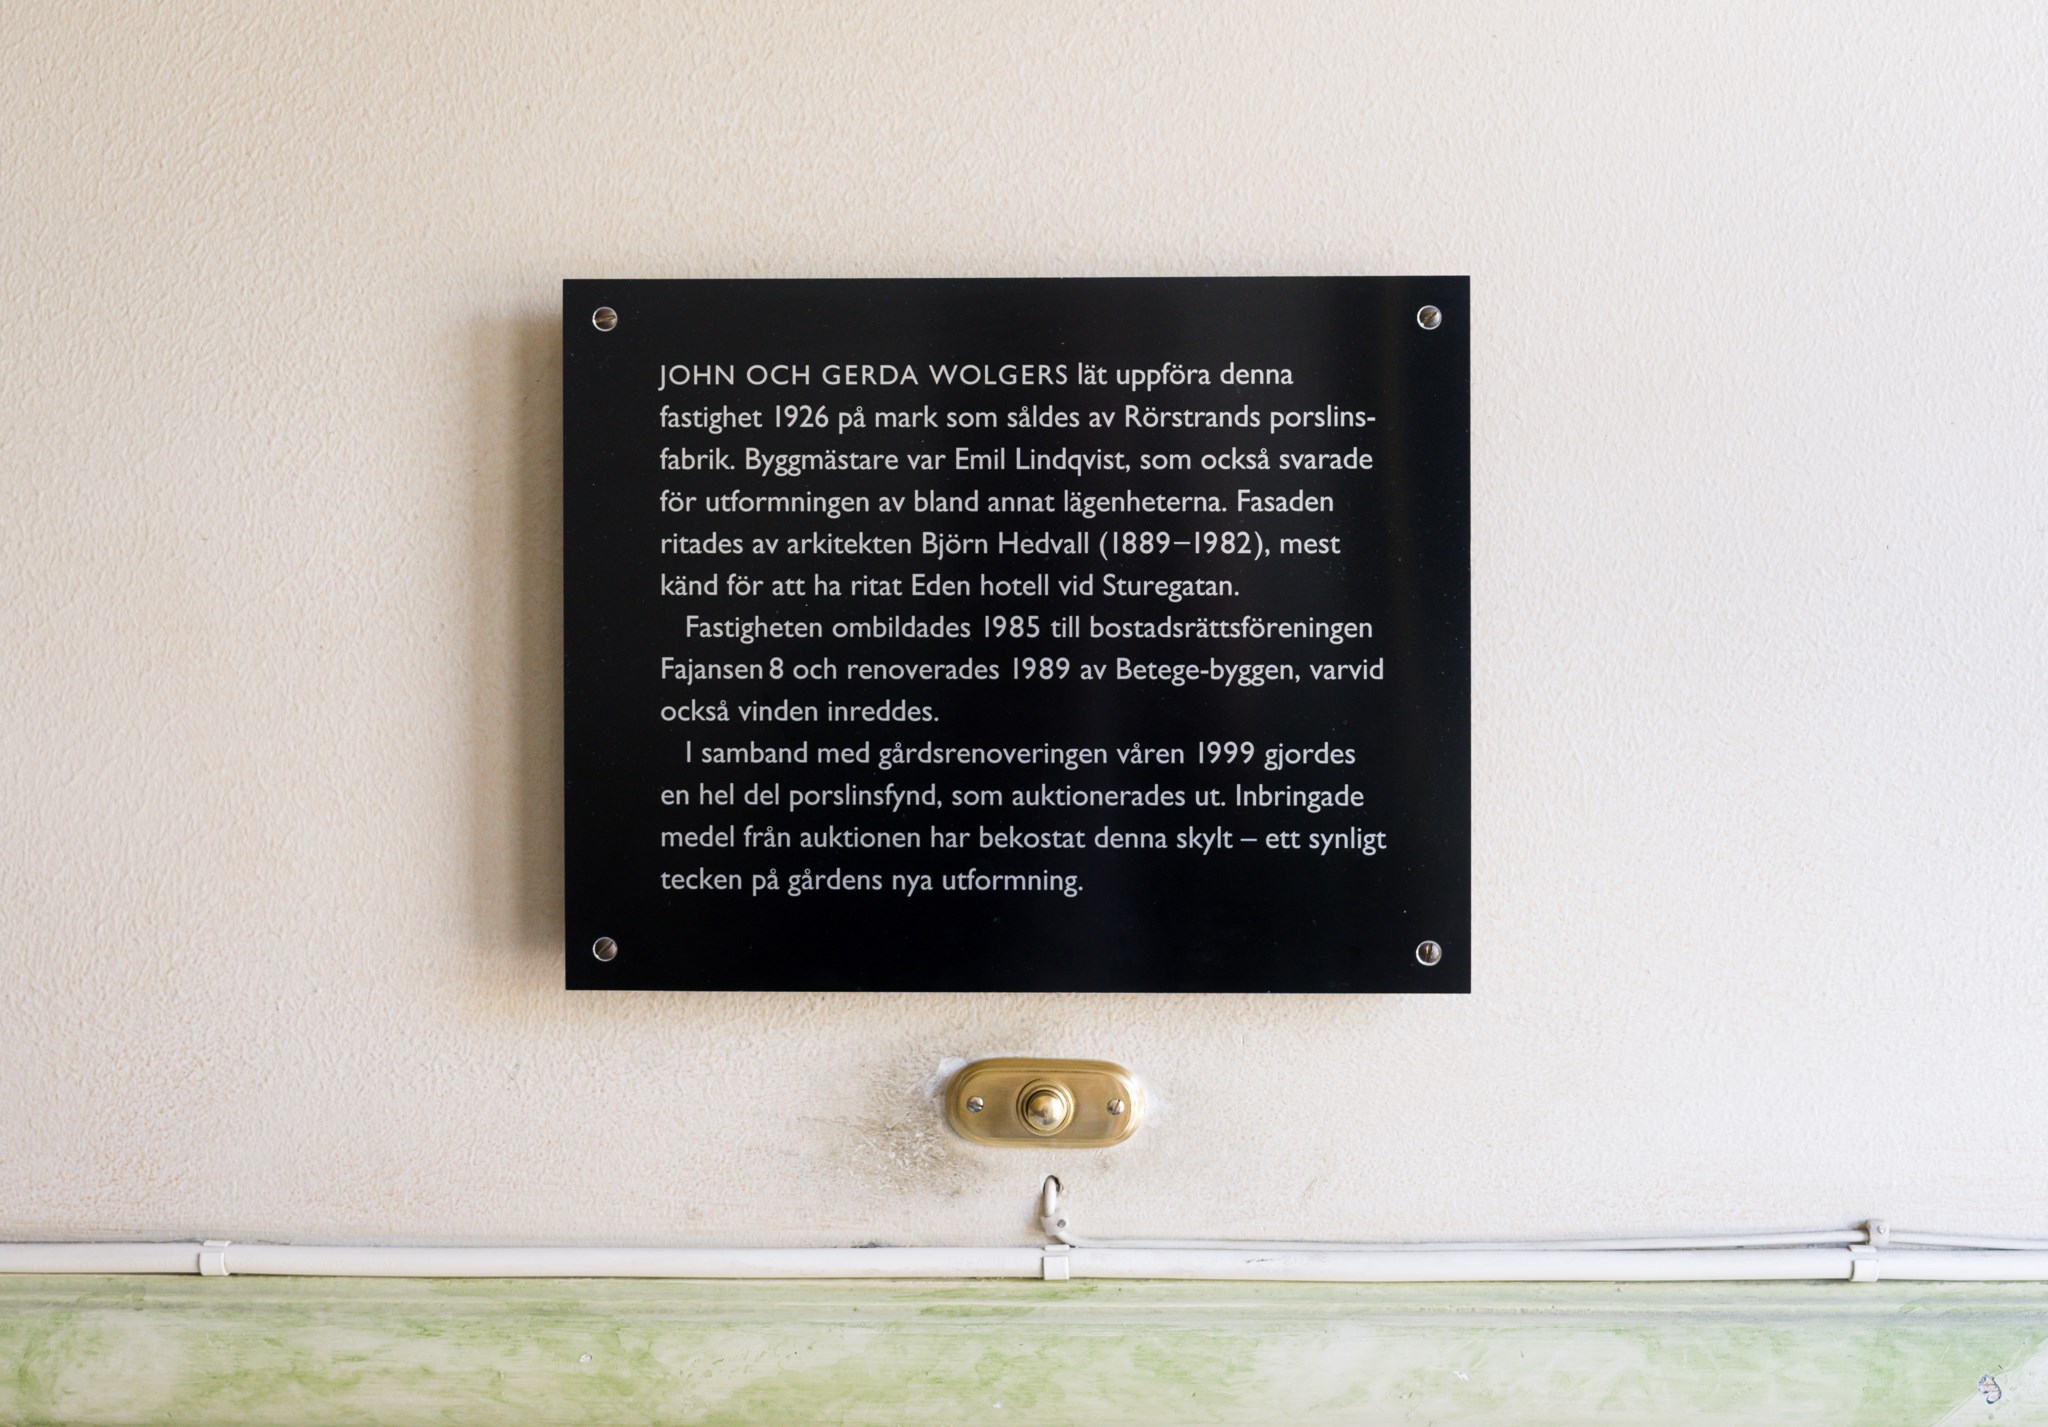 JOHN OCH GERDA WOLGERS lät uppföra denna
fastighet 1926 på mark som såldes av Rörstrands porslins-
fabrik. Byggmästare var Emil Lindqvist, som också svarade
för utformningen av bland annat lägenheterna. Fasaden
ritades av arkitekten Björn Hedvall (1889–1982), mest
känd för att ha ritat Eden hotell vid Sturegatan.
Fastigheten ombildades 1985 till bostadsrättsföreningen
Fajansen 8 och renoverades 1989 av Betege-byggen, varvid
också vinden inreddes.
I samband med gårdsrenoveringen våren 1999 gjordes
en hel del porslinsfynd, som auktionerades ut. Inbringade
medel från auktionen har bekostat denna skylt – ett synligt
tecken på gårdens nya utformning.